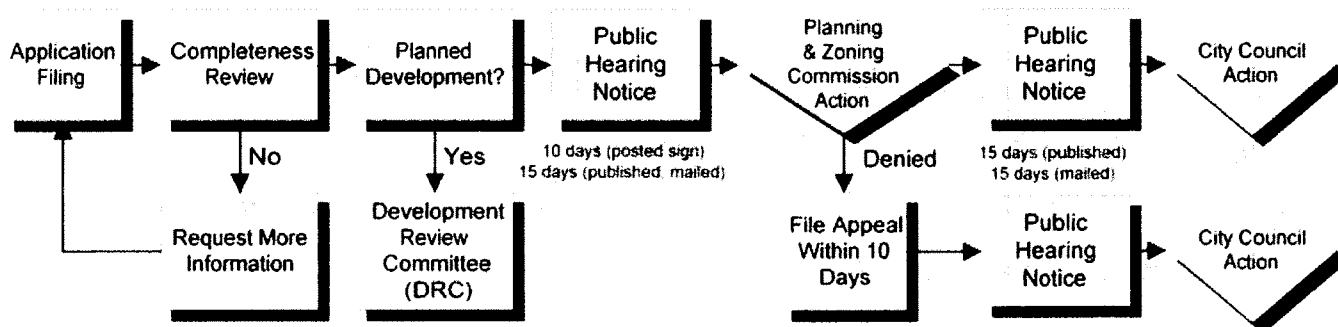 Application
Filing
Completeness
Review
Planned
Development?
Public
Hearing
Notice
Planning
& Zoning
Commission
Action
Public
Hearing
Notice
City Council
Action
No
Yes
10 days (posted sign)
15 days (published, mailed)
Denied
15 days (published)
15 days (mailed)
Request More
Information
Development
Review
Committee
(DRC)
File Appeal
Within 10
Days
Public
Hearing
Notice
City Council
Action